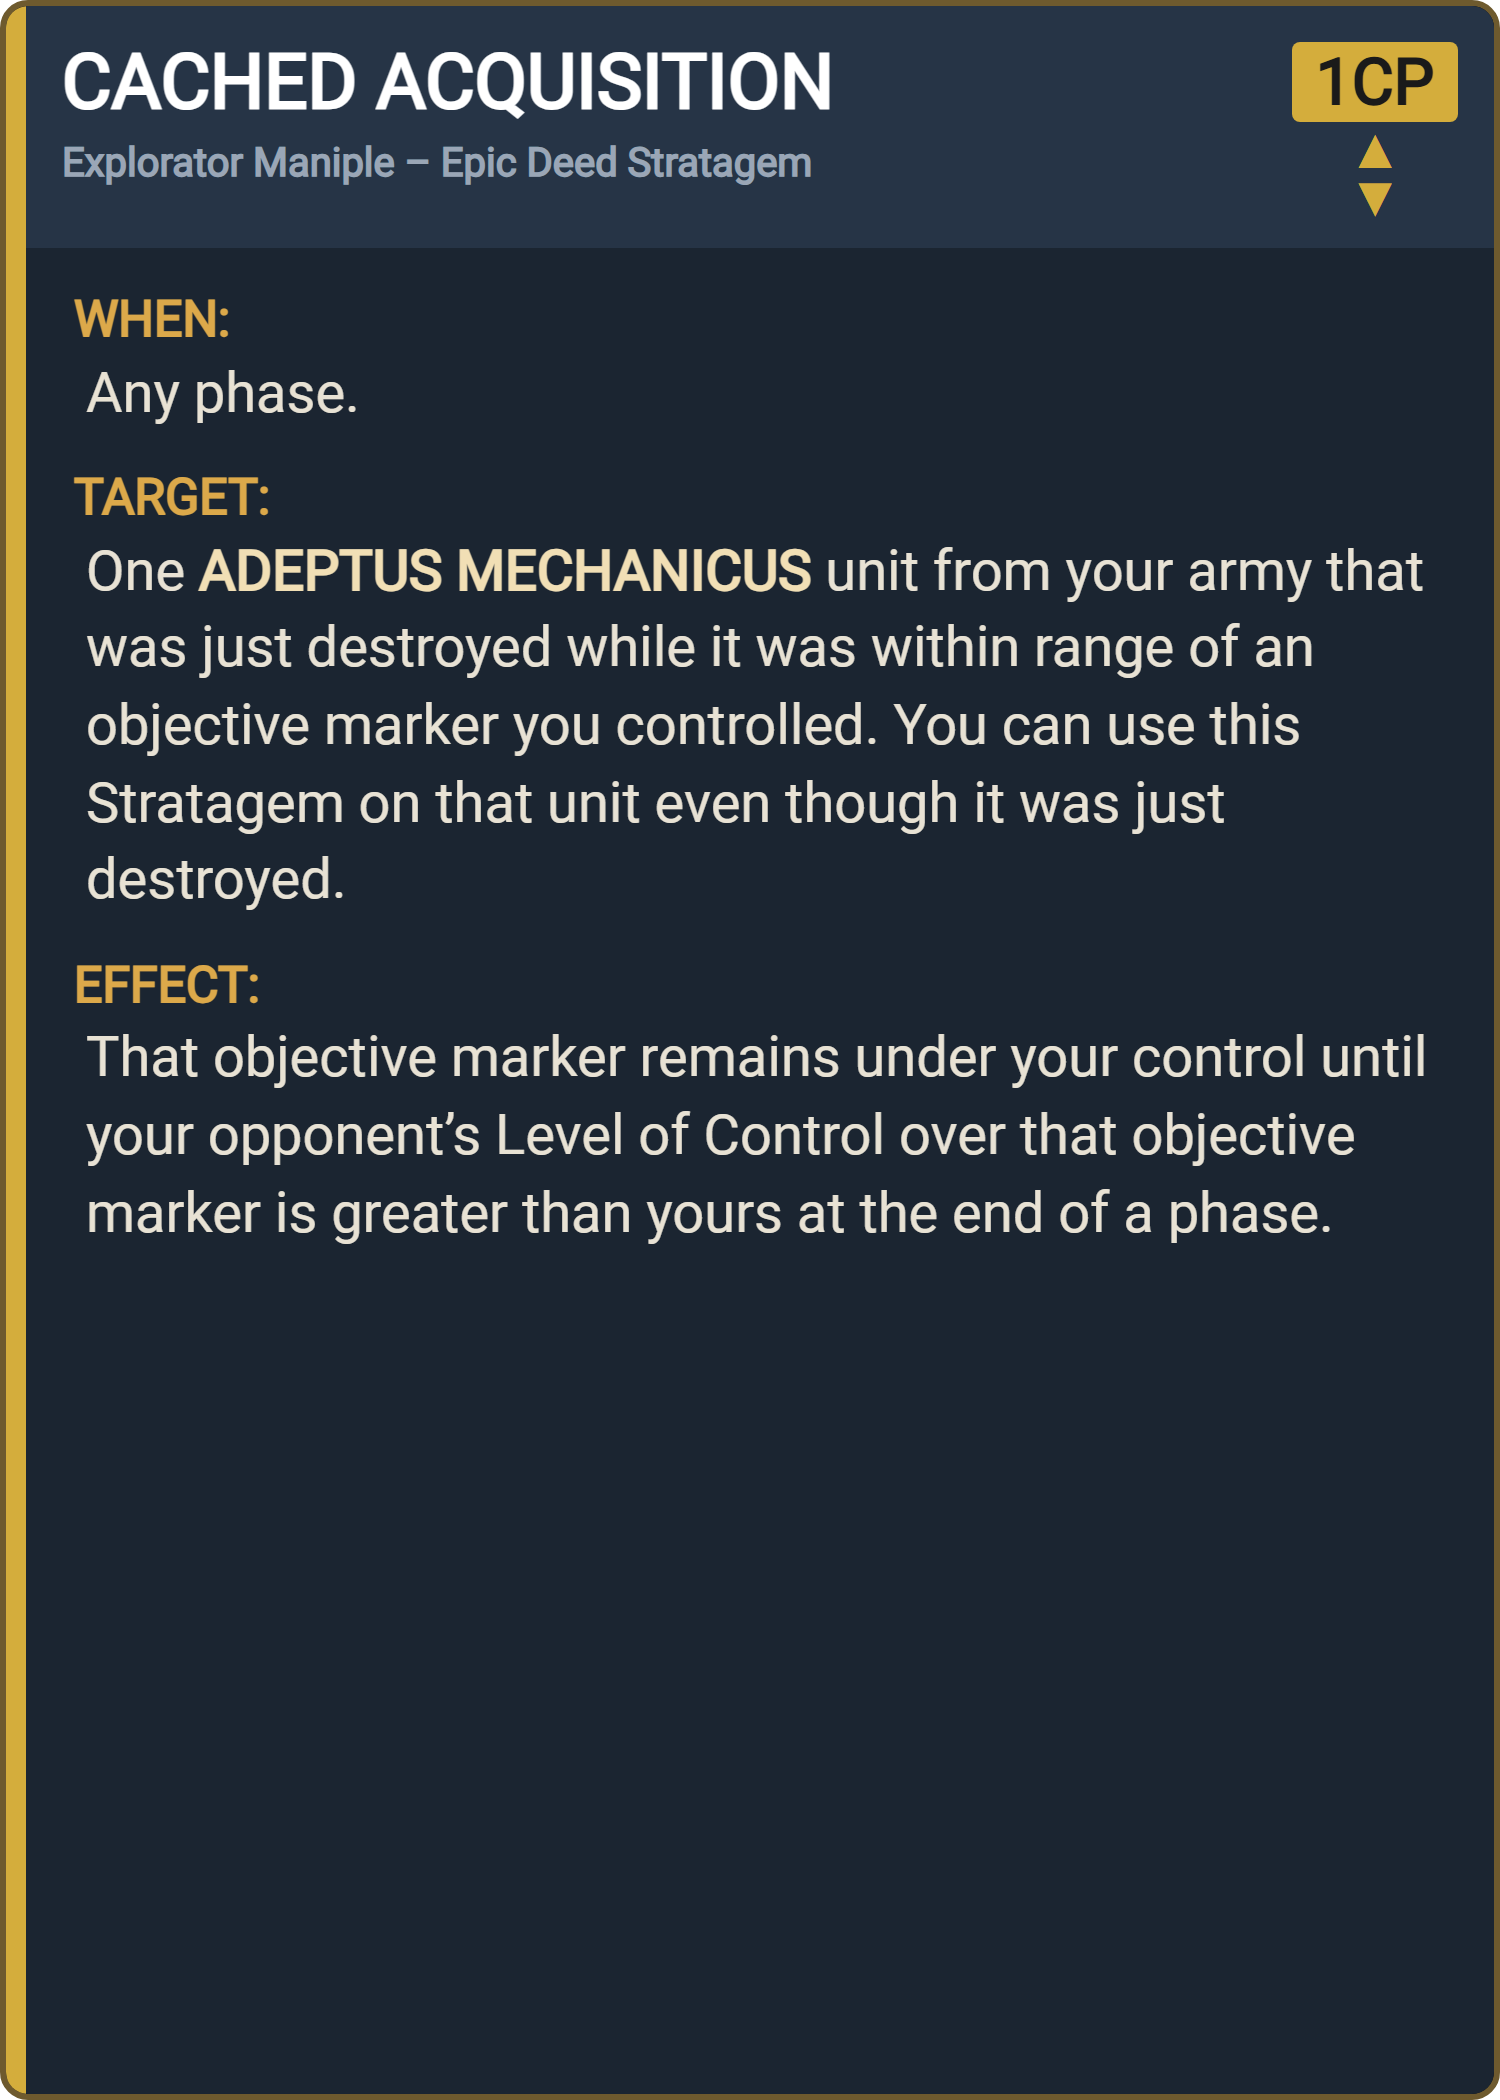 CACHED ACQUISITION
1CP
Explorator Maniple – Epic Deed Stratagem
WHEN:
Any phase.
TARGET:
One ADEPTUS MECHANICUS unit from your army that
was just destroyed while it was within range of an
objective marker you controlled. You can use this
Stratagem on that unit even though it was just
destroyed.
EFFECT:
That objective marker remains under your control until
your opponent’s Level of Control over that objective
marker is greater than yours at the end of a phase.